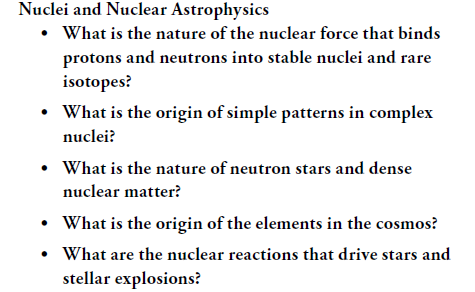 Nuclei and Nuclear Astrophysics
• What is the nature of the nuclear force that binds
protons and neutrons into stable nuclei and rare
isotopes?
• What is the origin of simple patterns in complex
nuclei?
• What is the nature of neutron stars and dense
nuclear matter?
• What is the origin of the elements in the cosmos?
• What are the nuclear reactions that drive stars and
stellar explosions?